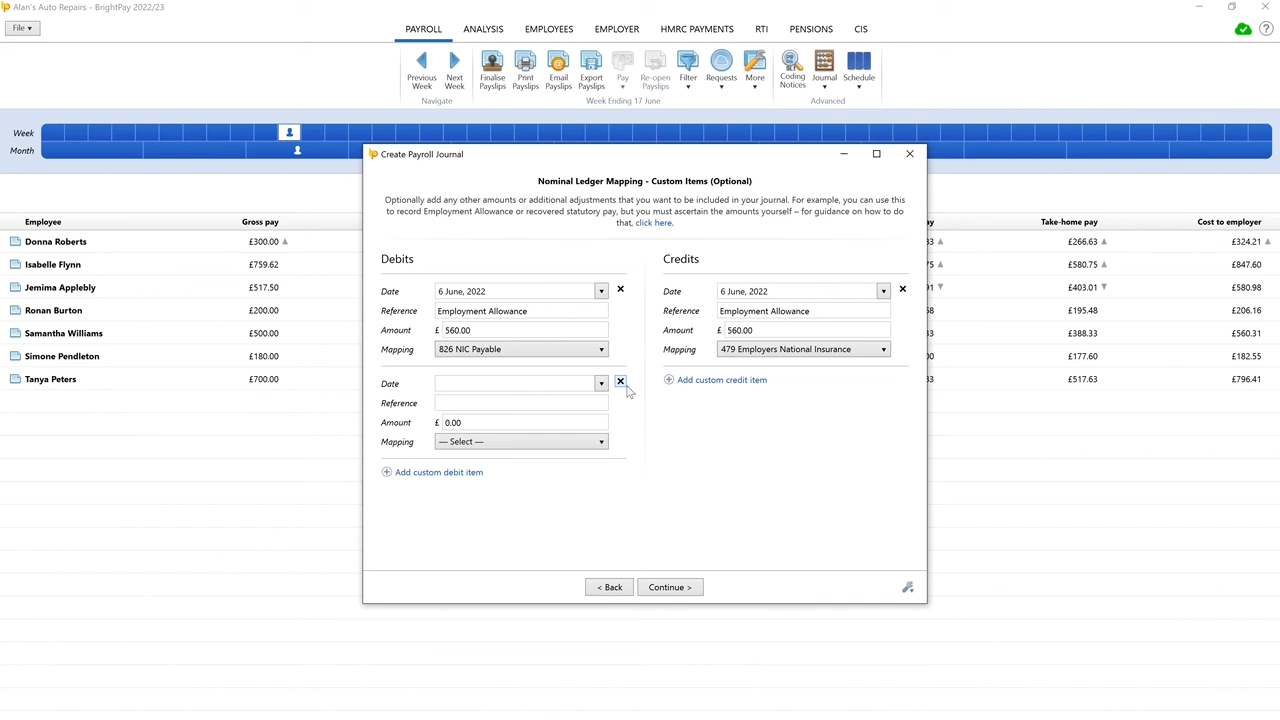 Alan's Auto Repairs - BrightPay 2022/23
File
PAYROLL ANALYSIS EMPLOYEES EMPLOYER HMRC PAYMENTS RTI PENSIONS CIS
Previous Week Next Week Finalise Payslips Print Payslips Email Payslips Export Payslips Pay Re-open Payslips Filter Requests More Coding Notices Journal Schedule
Navigate Week Ending 17 June Advanced
Week
Month
Create Payroll Journal
Nominal Ledger Mapping - Custom Items (Optional)
Optionally add any other amounts or additional adjustments that you want to be included in your journal. For example, you can use this
to record Employment Allowance or recovered statutory pay, but you must ascertain the amounts yourself – for guidance on how to do
that, click here.
Debits
Date 6 June, 2022
Reference Employment Allowance
Amount £ 560.00
Mapping 826 NIC Payable
Date
Reference
Amount £ 0.00
Mapping — Select —
Add custom debit item
Credits
Date 6 June, 2022
Reference Employment Allowance
Amount £ 560.00
Mapping 479 Employers National Insurance
Add custom credit item
< Back Continue >
Employee Gross pay Take-home pay Cost to employer
Donna Roberts £300.00 £266.63 £324.21
Isabelle Flynn £759.62 £580.75 £847.60
Jemima Applebly £517.50 £403.01 £580.98
Ronan Burton £200.00 £195.48 £206.16
Samantha Williams £500.00 £388.33 £560.31
Simone Pendleton £180.00 £177.60 £182.55
Tanya Peters £700.00 £517.63 £796.41